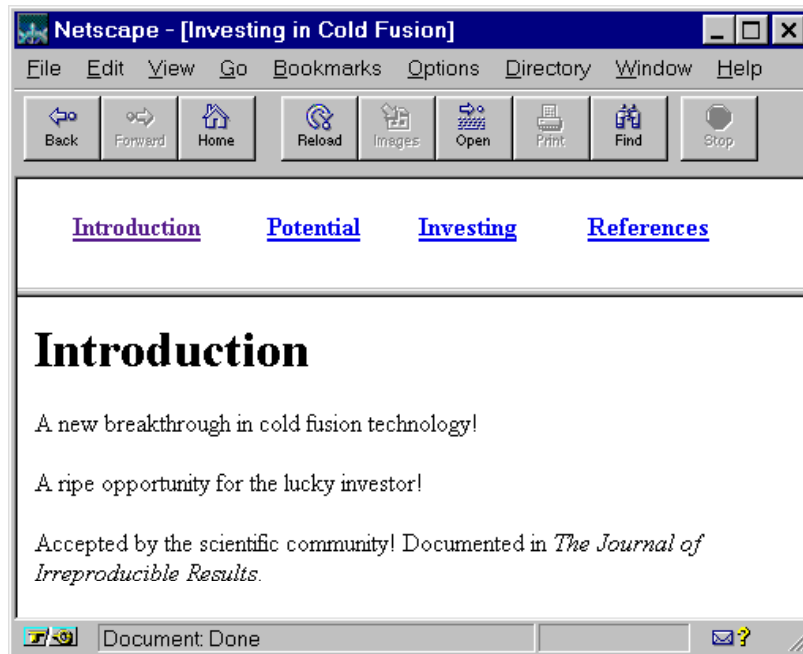 Netscape - [Investing in Cold Fusion]
File Edit View Go Bookmarks Options Directory Window Help
Back Forward Home Reload Images Open Print Find Stop
Introduction Potential Investing References
Introduction
A new breakthrough in cold fusion technology!
A ripe opportunity for the lucky investor!
Accepted by the scientific community! Documented in The Journal of
Irreproducible Results.
Document: Done